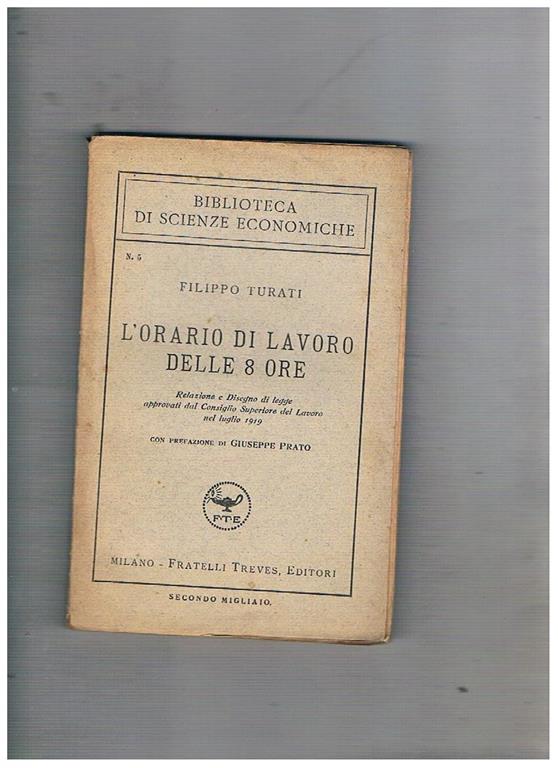 BIBLIOTECA
DI SCIENZE ECONOMICHE
N. 5
FILIPPO TURATI
L'ORARIO DI LAVORO
DELLE 8 ORE
Relazione e Disegno di legge
approvati dal Consiglio Superiore del Lavoro
nel luglio 1919
CON PREFAZIONE DI GIUSEPPE PRATO
F.T.E
MILANO - FRATELLI TREVES, EDITORI
SECONDO MIGLIAIO.